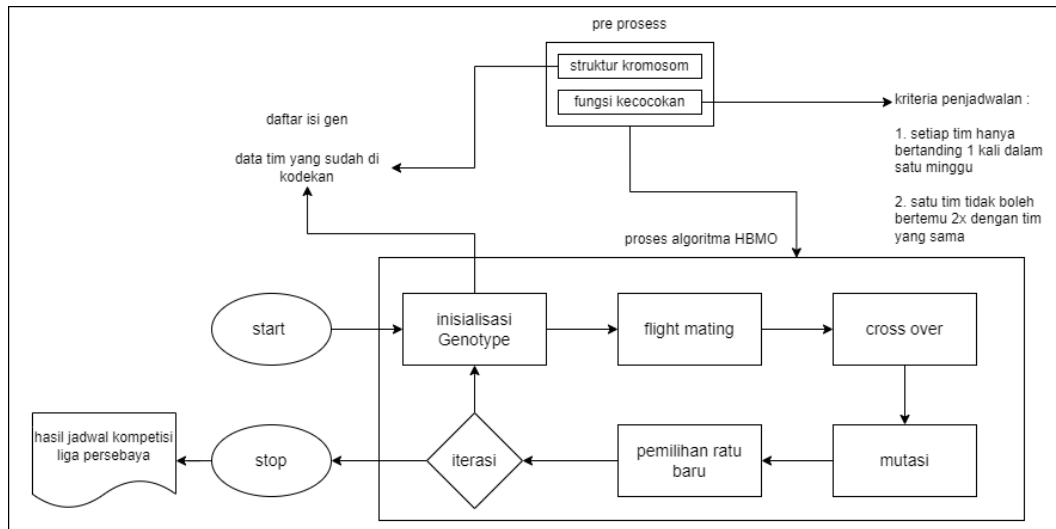 pre prosess
struktur kromosom
fungsi kecocokan
kriteria penjadwalan :
1. setiap tim hanya
bertanding 1 kali dalam
satu minggu
2. satu tim tidak boleh
bertemu 2x dengan tim
yang sama
daftar isi gen
data tim yang sudah di
kodekan
proses algoritma HBMO
start
inisialisasi
Genotype
flight mating
cross over
hasil jadwal kompetisi
liga persebaya
stop
iterasi
pemilihan ratu
baru
mutasi